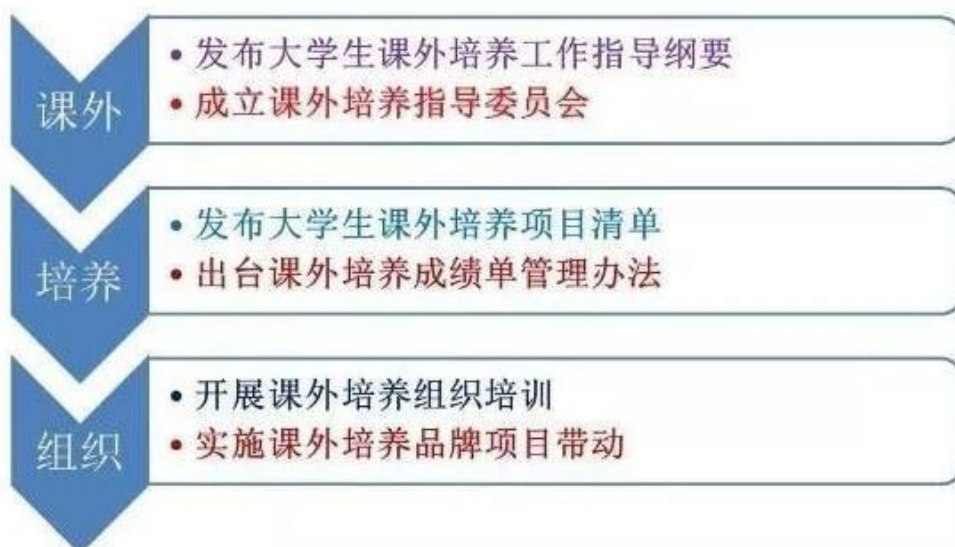 课外
• 发布大学生课外培养工作指导纲要
• 成立课外培养指导委员会
培养
• 发布大学生课外培养项目清单
• 出台课外培养成绩单管理办法
组织
• 开展课外培养组织培训
• 实施课外培养品牌项目带动